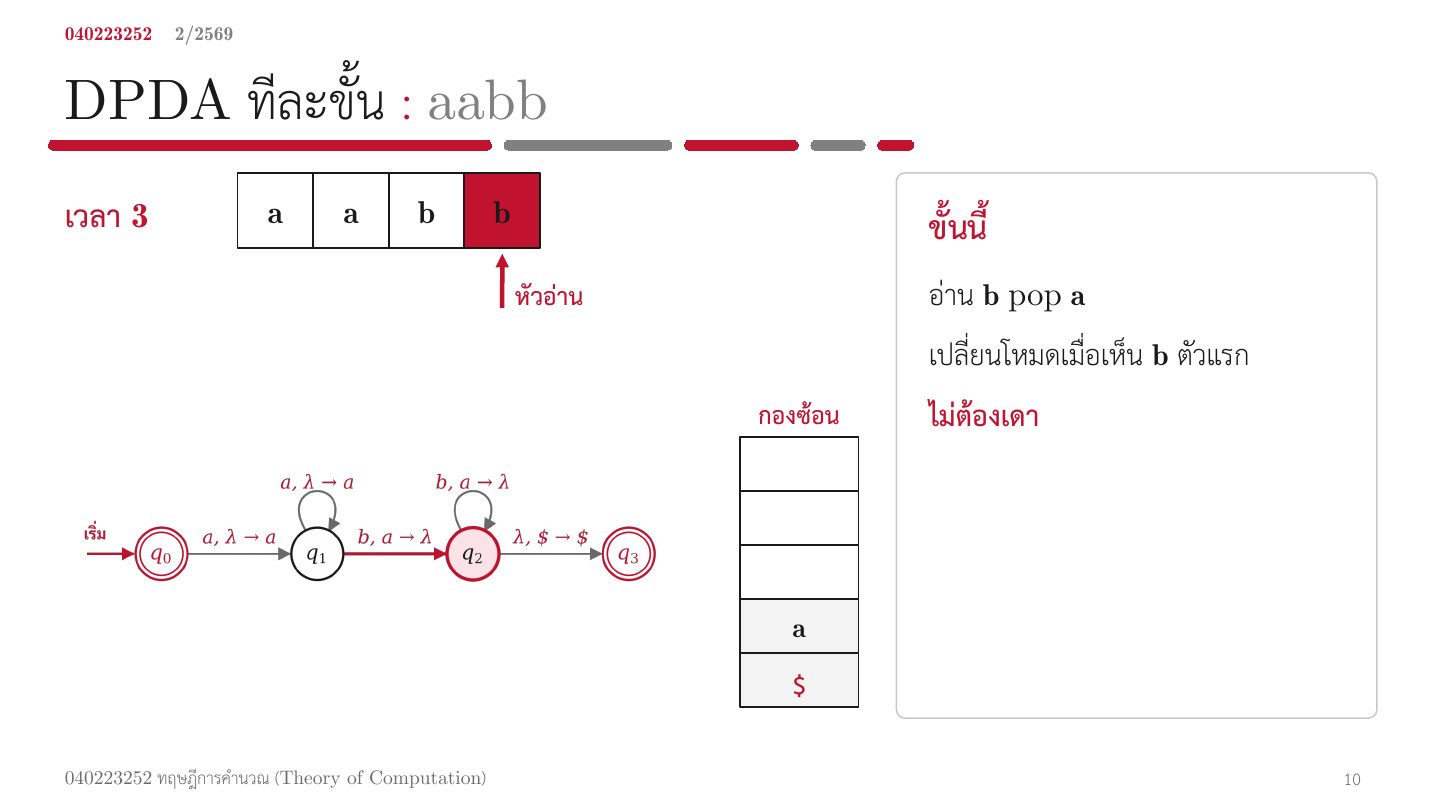 040223252 2/2569
DPDA ทีละขั้น : aabb
เวลา 3
a a b b
หัวอ่าน
ขั้นนี้
อ่าน b pop a
เปลี่ยนโหมดเมื่อเห็น b ตัวแรก
ไม่ต้องเดา
กองซ้อน
a
$
a, λ → a
b, a → λ
เริ่ม
a, λ → a
b, a → λ
λ, $ → $
q₀
q₁
q₂
q₃
040223252 ทฤษฎีการคำนวณ (Theory of Computation)
10